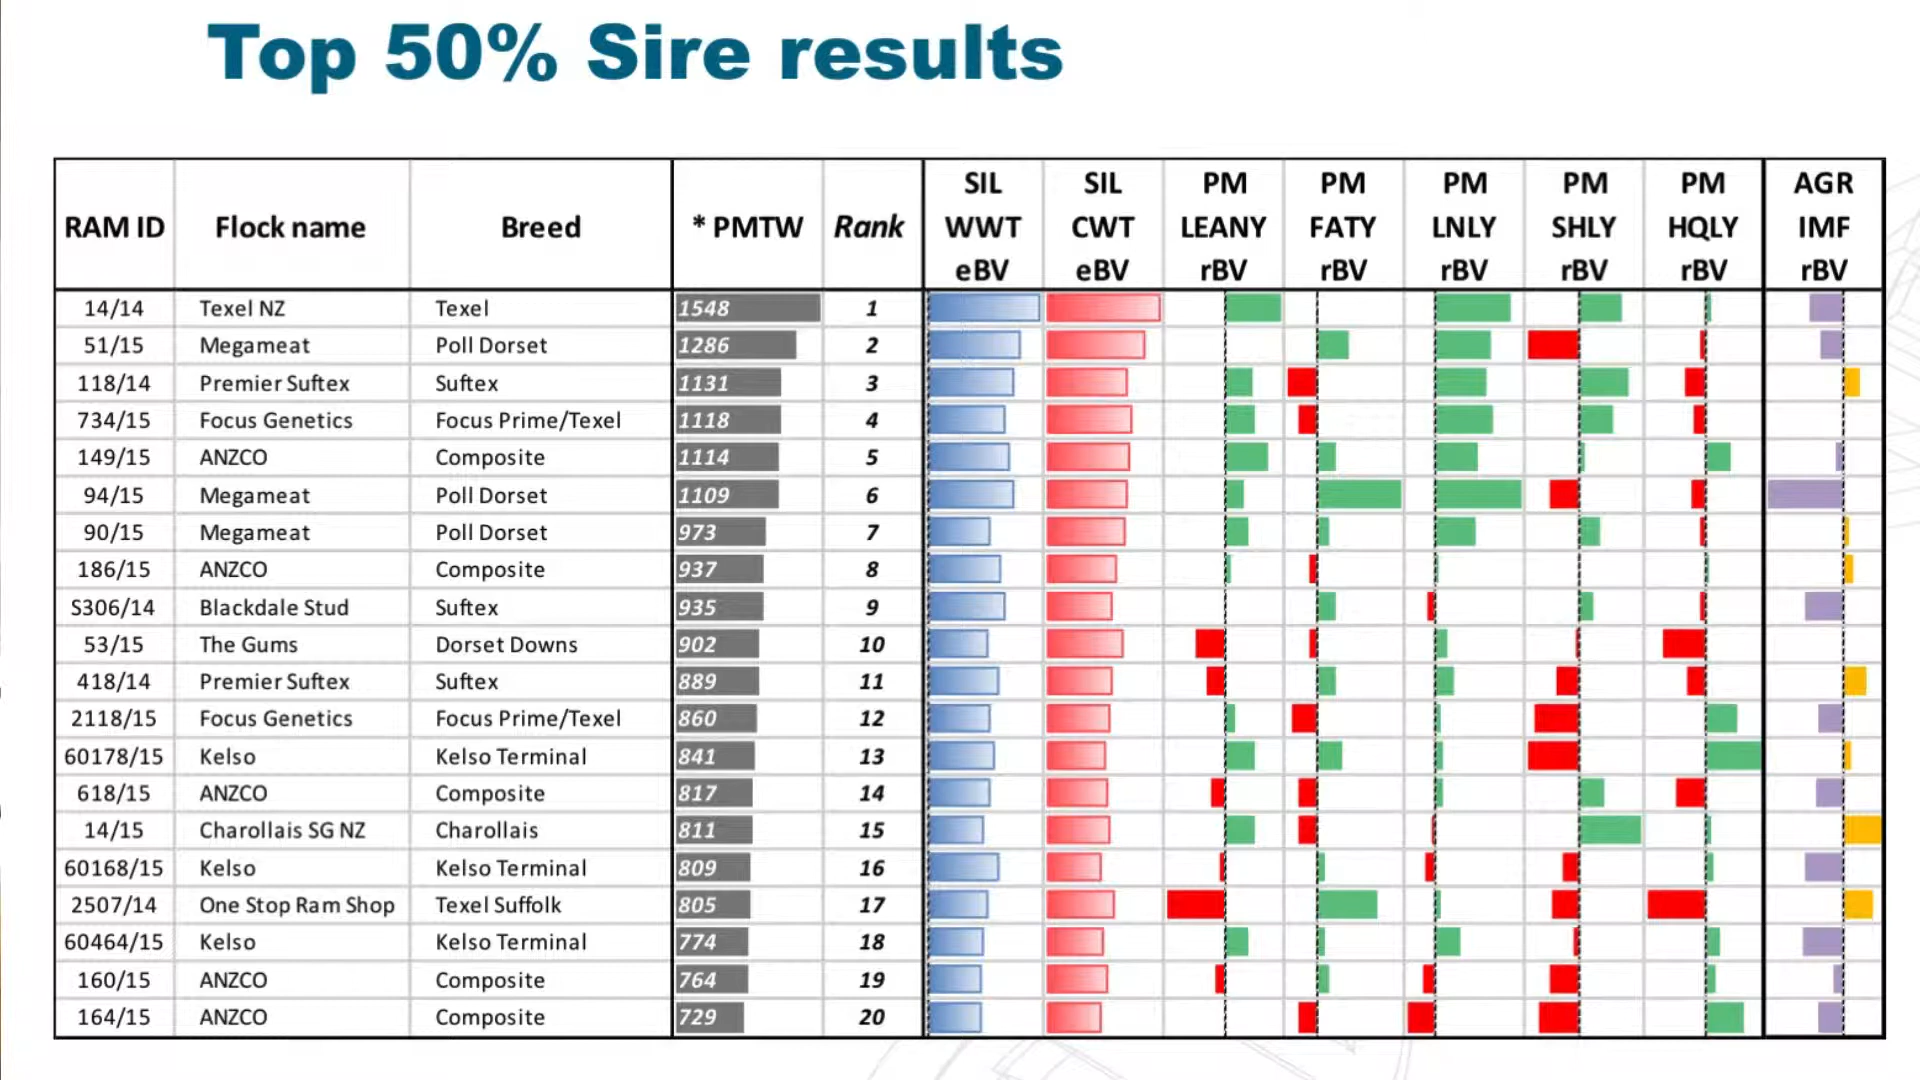 Top 50% Sire results
RAM ID Flock name Breed * PMTW Rank SIL WWT eBV SIL CWT eBV PM LEANY rBV PM FATY rBV PM LNLY rBV PM SHLY rBV PM HQLY rBV AGR IMF rBV
14/14 Texel NZ Texel 1548 1
51/15 Megameat Poll Dorset 1286 2
118/14 Premier Suftex Suftex 1131 3
734/15 Focus Genetics Focus Prime/Texel 1118 4
149/15 ANZCO Composite 1114 5
94/15 Megameat Poll Dorset 1109 6
90/15 Megameat Poll Dorset 973 7
186/15 ANZCO Composite 937 8
S306/14 Blackdale Stud Suftex 935 9
53/15 The Gums Dorset Downs 902 10
418/14 Premier Suftex Suftex 889 11
2118/15 Focus Genetics Focus Prime/Texel 860 12
60178/15 Kelso Kelso Terminal 841 13
618/15 ANZCO Composite 817 14
14/15 Charollais SG NZ Charollais 811 15
60168/15 Kelso Kelso Terminal 809 16
2507/14 One Stop Ram Shop Texel Suffolk 805 17
60464/15 Kelso Kelso Terminal 774 18
160/15 ANZCO Composite 764 19
164/15 ANZCO Composite 729 20